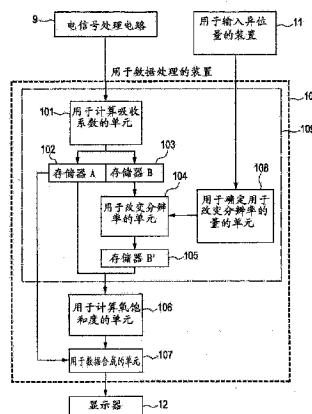 9
电信号处理电路
用于输入异位
量的装置
11
用于数据处理的装置
10
109
101
用于计算吸收
系数的单元
102
103
存储器 A
存储器 B
104
用于改变分辨
率的单元
108
用于确定用于
改变分辨率的
量的单元
存储器 B'
105
用于计算氧饱
和度的单元
106
用于数据合成的单元
107
显示器
12